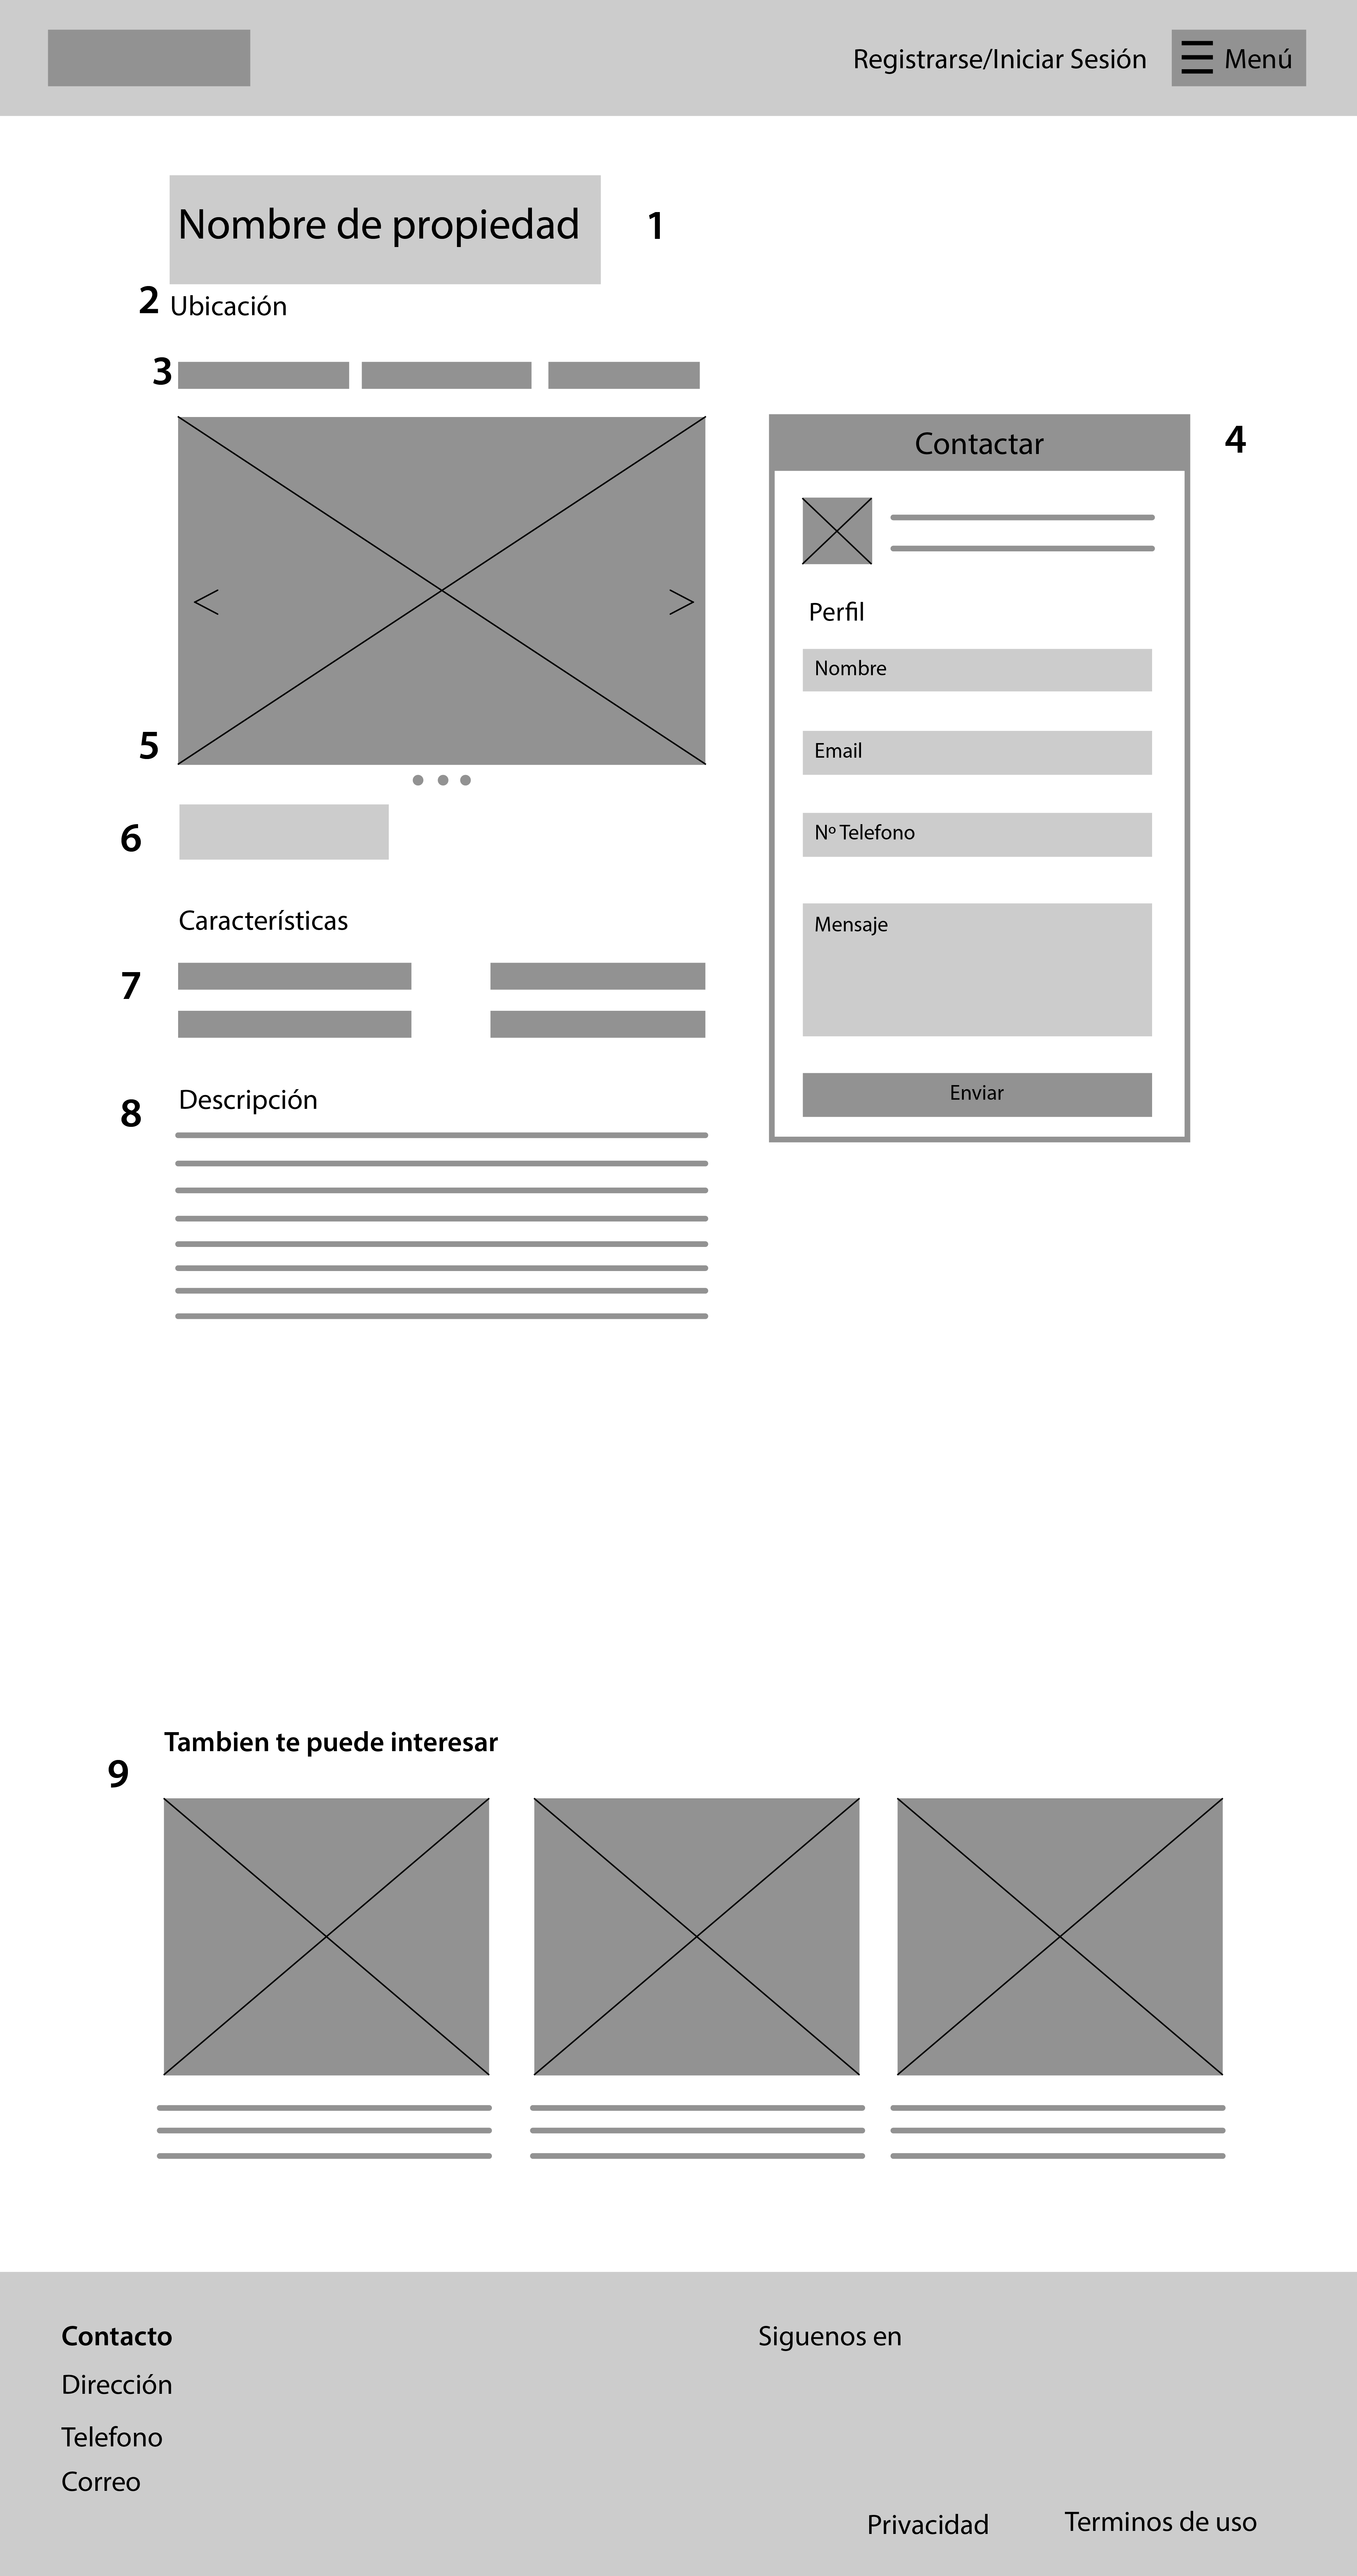 Registrarse/Iniciar Sesión
Menú
Nombre de propiedad
1
2
Ubicación
3
4
Contactar
Perfil
Nombre
Email
Nº Telefono
Mensaje
Enviar
<
>
5
6
Características
7
8
Descripción
Tambien te puede interesar
9
Contacto
Dirección
Telefono
Correo
Siguenos en
Privacidad
Terminos de uso